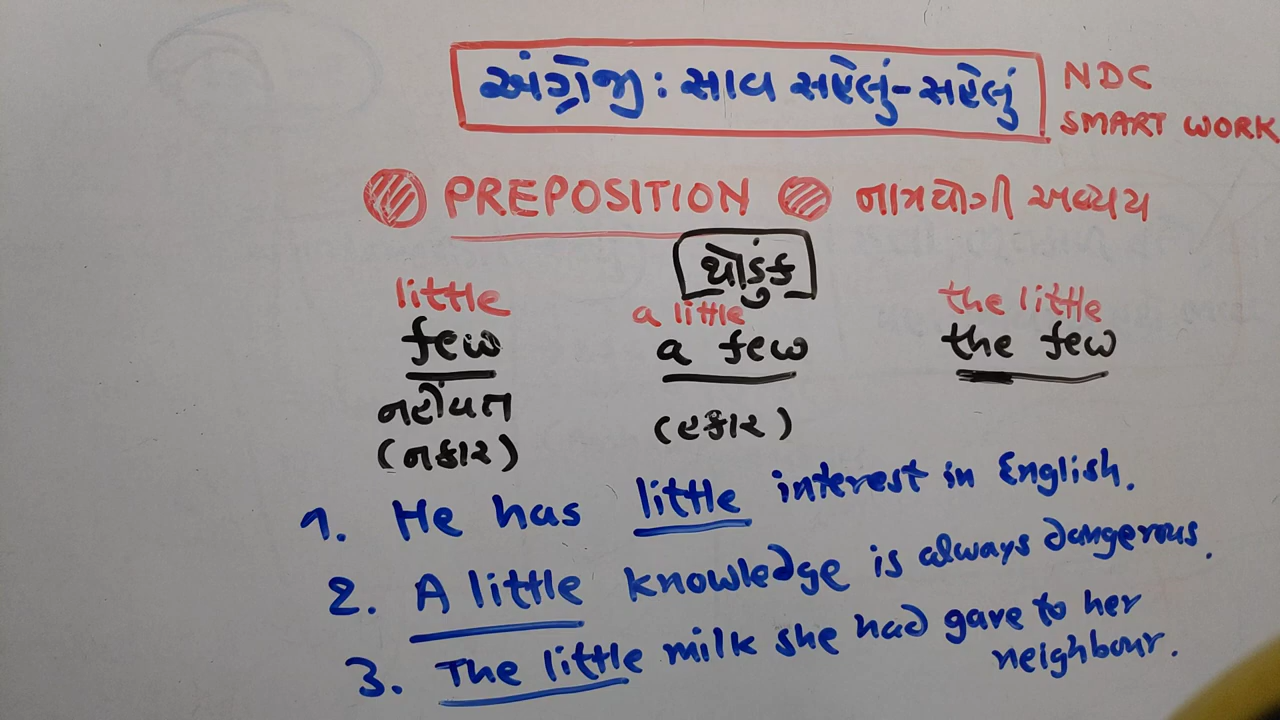 અંગ્રેજી : સાવ સહેલું-સહેલું
NDC
SMART WORK
PREPOSITION નામયોગી અવ્યય
થોડુંક
little a little the little
few a few the few
નહીંવત
(નકાર) (હકાર)
1. He has little interest in English.
2. A little knowledge is always dangerous.
3. The little milk she had gave to her
neighbour.